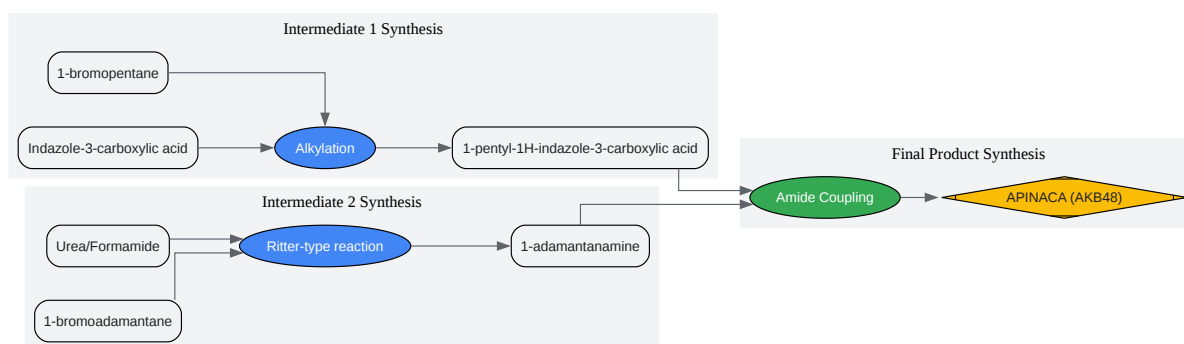 Intermediate 1 Synthesis
1-bromopentane
Indazole-3-carboxylic acid
Alkylation
1-pentyl-1H-indazole-3-carboxylic acid
Final Product Synthesis
Amide Coupling
APINACA (AKB48)
Intermediate 2 Synthesis
Urea/Formamide
Ritter-type reaction
1-adamantanamine
1-bromoadamantane